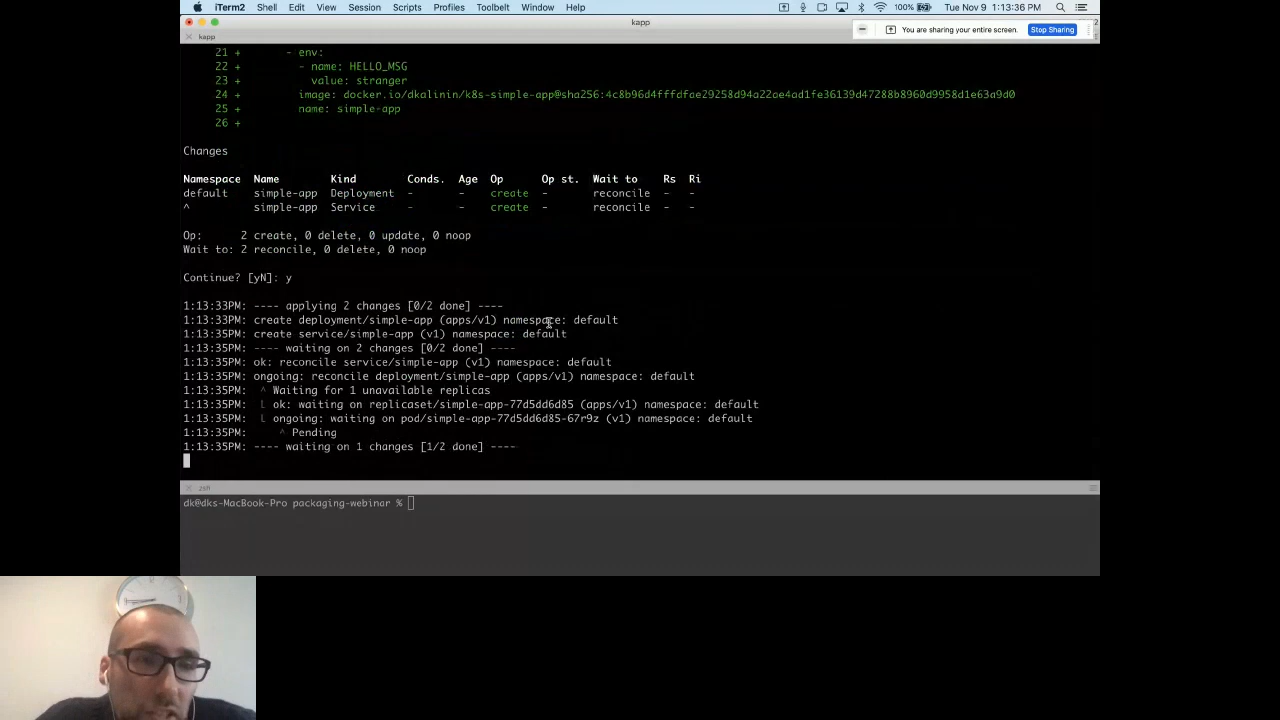 iTerm2 Shell Edit View Session Scripts Profiles Toolbelt Window Help 100% Tue Nov 9 1:13:36 PM
kapp
kapp
You are sharing your entire screen. Stop Sharing
21 + - env:
22 + - name: HELLO_MSG
23 + value: stranger
24 + image: docker.io/dkalinin/k8s-simple-app@sha256:4c8b96d4fffdfae29258d94a22ae4ad1fe36139d47288b8960d9958d1e63a9d0
25 + name: simple-app
26 +
Changes
Namespace Name Kind Conds. Age Op Op st. Wait to Rs Ri
default simple-app Deployment - - create - reconcile - -
^ simple-app Service - - create - reconcile - -
Op: 2 create, 0 delete, 0 update, 0 noop
Wait to: 2 reconcile, 0 delete, 0 noop
Continue? [yN]: y
1:13:33PM: ---- applying 2 changes [0/2 done] ----
1:13:33PM: create deployment/simple-app (apps/v1) namespace: default
1:13:35PM: create service/simple-app (v1) namespace: default
1:13:35PM: ---- waiting on 2 changes [0/2 done] ----
1:13:35PM: ok: reconcile service/simple-app (v1) namespace: default
1:13:35PM: ongoing: reconcile deployment/simple-app (apps/v1) namespace: default
1:13:35PM: ^ Waiting for 1 unavailable replicas
1:13:35PM: L ok: waiting on replicaset/simple-app-77d5dd6d85 (apps/v1) namespace: default
1:13:35PM: L ongoing: waiting on pod/simple-app-77d5dd6d85-67r9z (v1) namespace: default
1:13:35PM: ^ Pending
1:13:35PM: ---- waiting on 1 changes [1/2 done] ----
zsh
dk@dks-MacBook-Pro packaging-webinar %